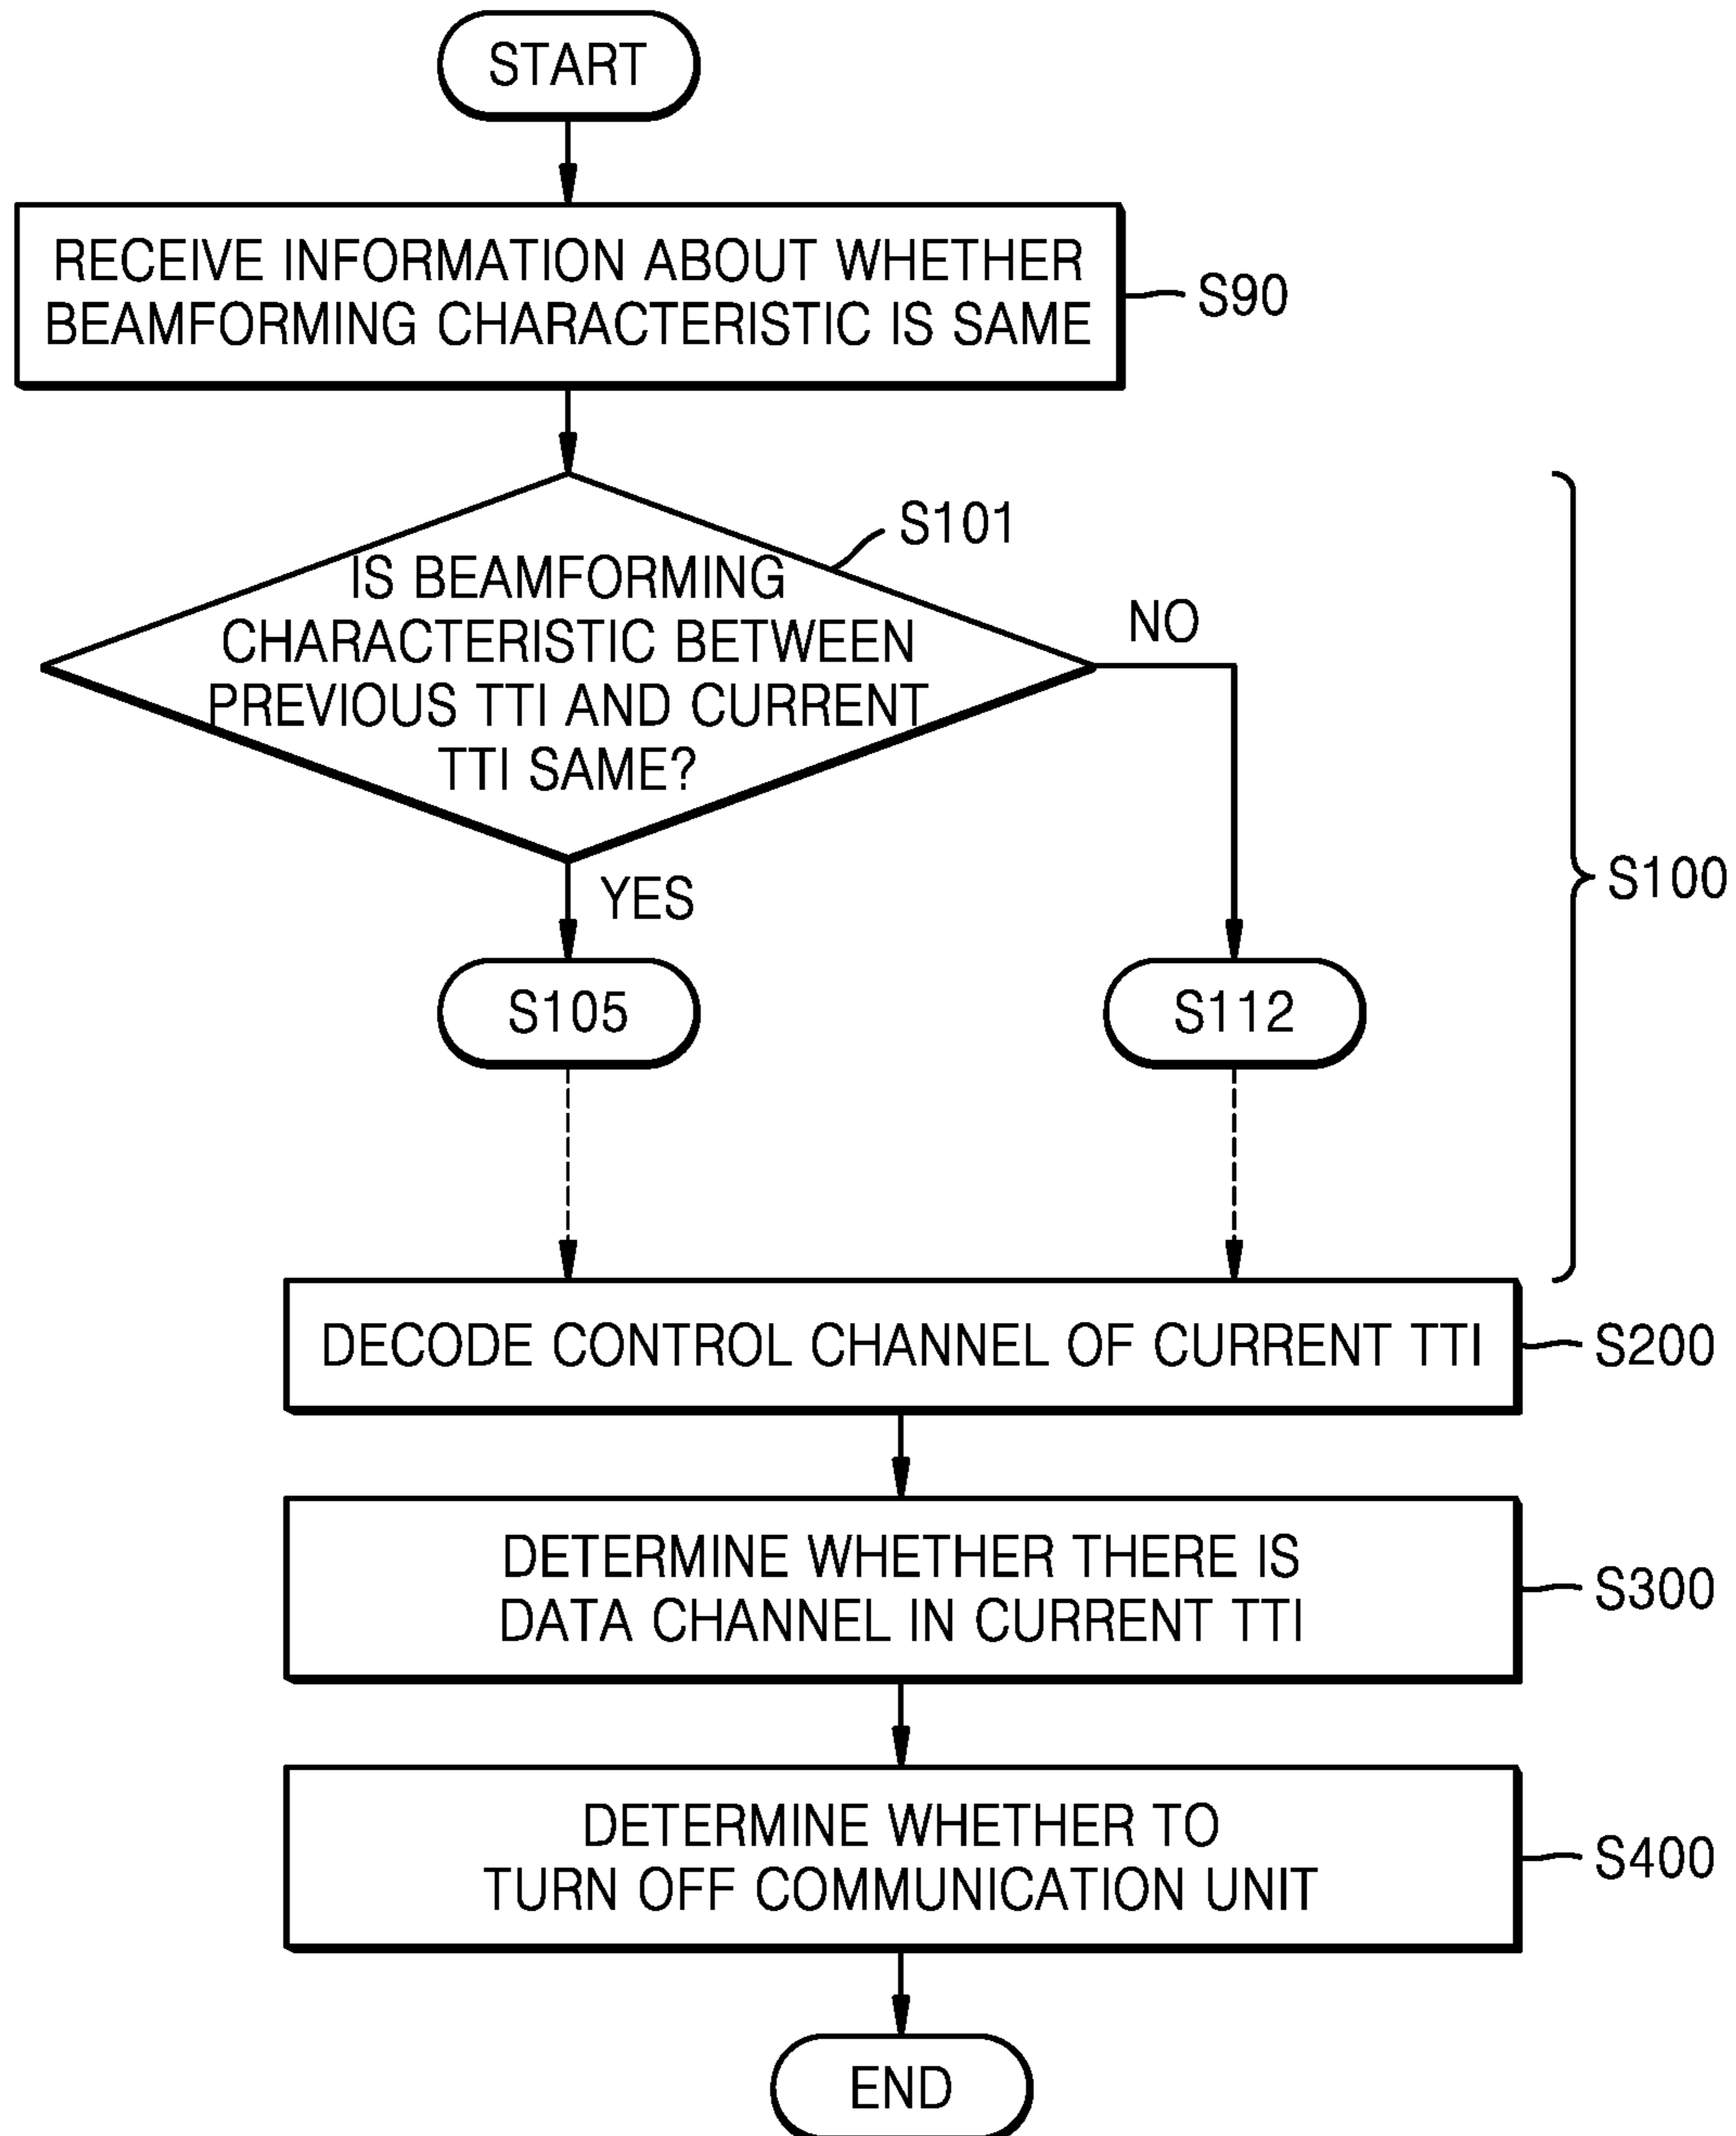 START
RECEIVE INFORMATION ABOUT WHETHER
BEAMFORMING CHARACTERISTIC IS SAME
S90
S101
IS BEAMFORMING
CHARACTERISTIC BETWEEN
PREVIOUS TTI AND CURRENT
TTI SAME?
NO
YES
S100
S105
S112
DECODE CONTROL CHANNEL OF CURRENT TTI
S200
DETERMINE WHETHER THERE IS
DATA CHANNEL IN CURRENT TTI
S300
DETERMINE WHETHER TO
TURN OFF COMMUNICATION UNIT
S400
END